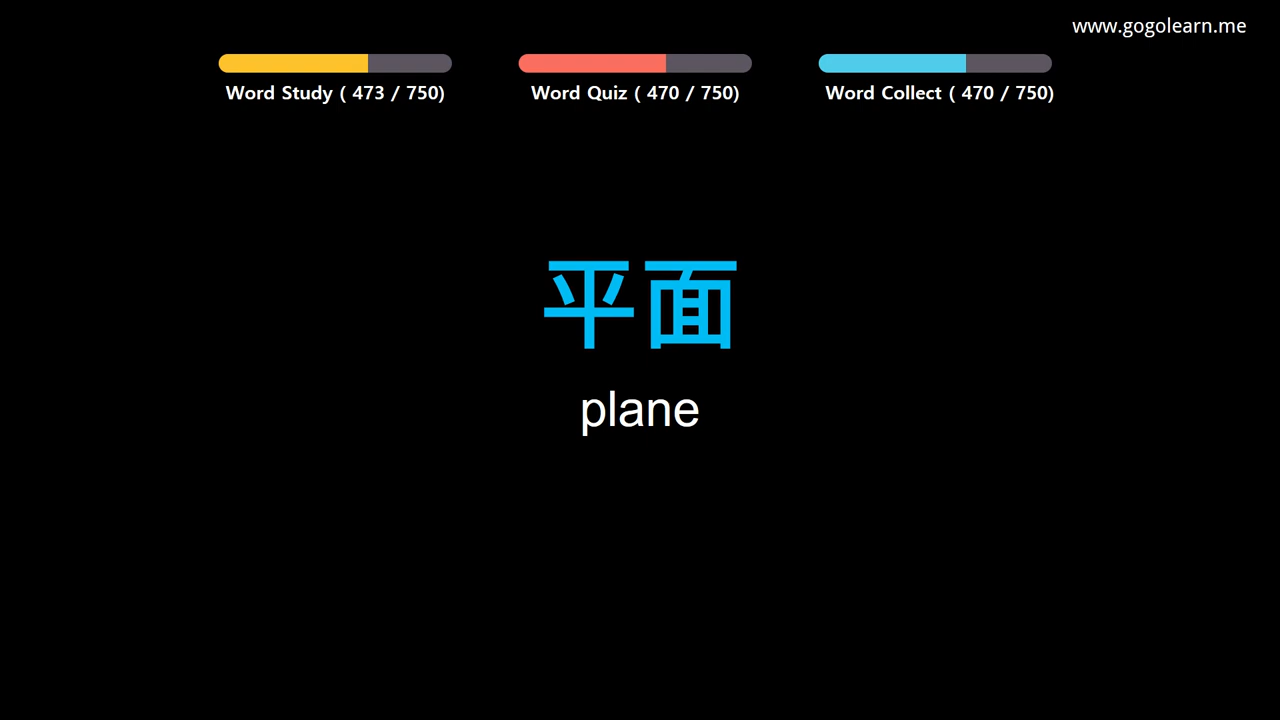 www.gogolearn.me
Word Study ( 473 / 750)
Word Quiz ( 470 / 750)
Word Collect ( 470 / 750)
平面
plane